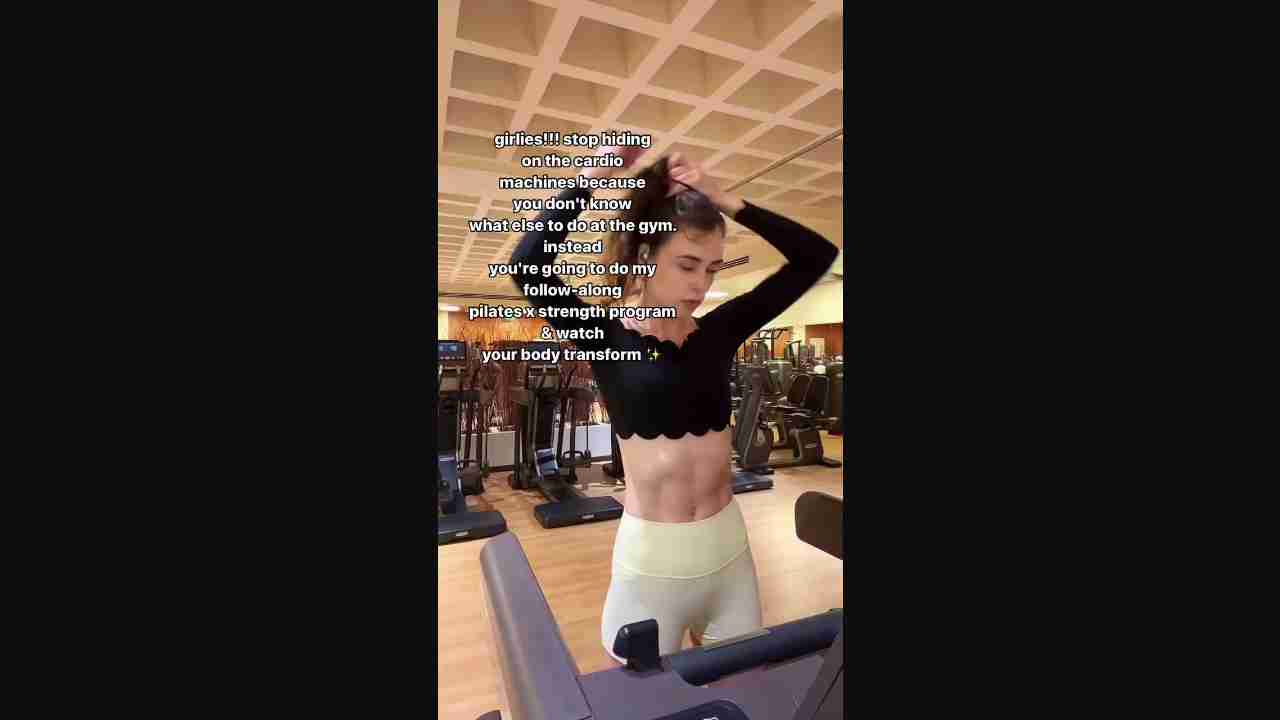 girlies!!! stop hiding
on the cardio
machines because
you don't know
what else to do at the gym.
instead
you're going to do my
follow-along
pilates x strength program
& watch
your body transform ✨